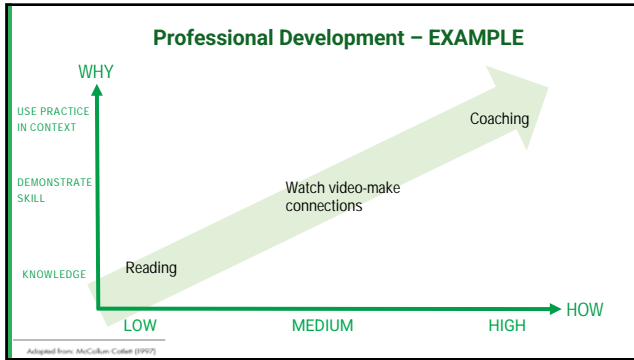 Professional Development – EXAMPLE
WHY
USE PRACTICE
IN CONTEXT
Coaching
DEMONSTRATE
SKILL
Watch video-make
connections
KNOWLEDGE
Reading
HOW
LOW
MEDIUM
HIGH
Adapted from: McCollum Catlett (1997)